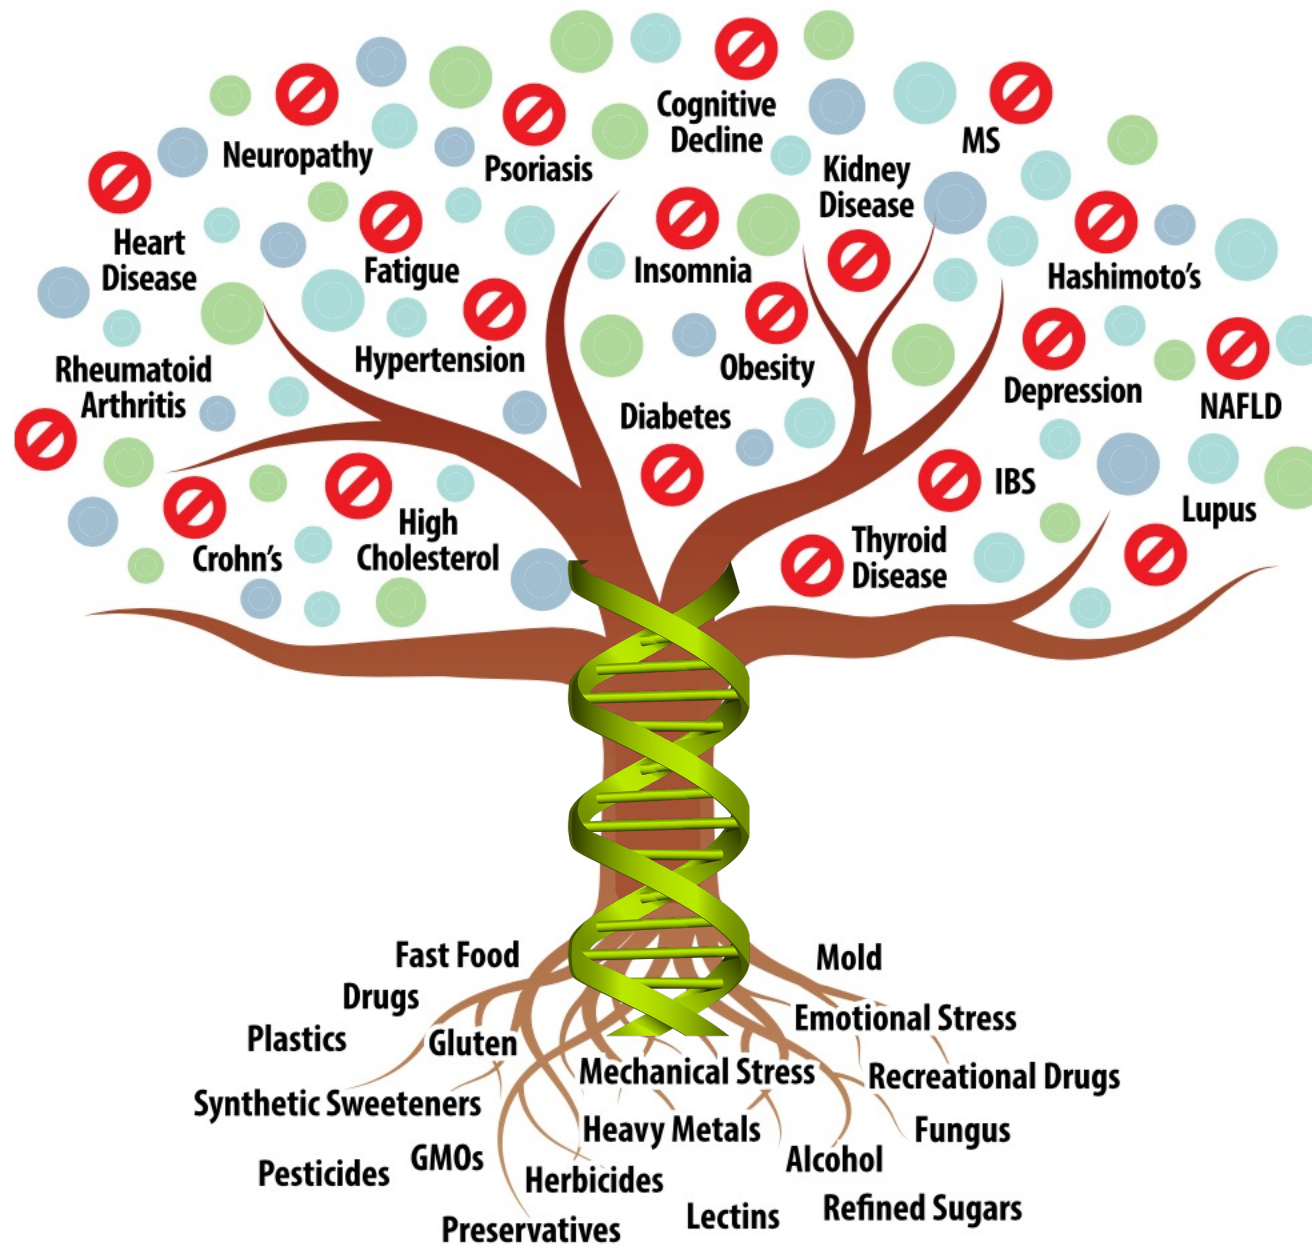 Cognitive
Decline
MS
Neuropathy
Psoriasis
Kidney
Disease
Heart
Disease
Fatigue
Insomnia
Hashimoto’s
Hypertension
Obesity
Rheumatoid
Arthritis
Depression
NAFLD
Diabetes
IBS
Lupus
High
Cholesterol
Crohn’s
Thyroid
Disease
Fast Food
Mold
Drugs
Emotional Stress
Plastics
Gluten
Mechanical Stress
Recreational Drugs
Synthetic Sweeteners
Heavy Metals
Fungus
GMOs
Alcohol
Pesticides
Herbicides
Refined Sugars
Lectins
Preservatives